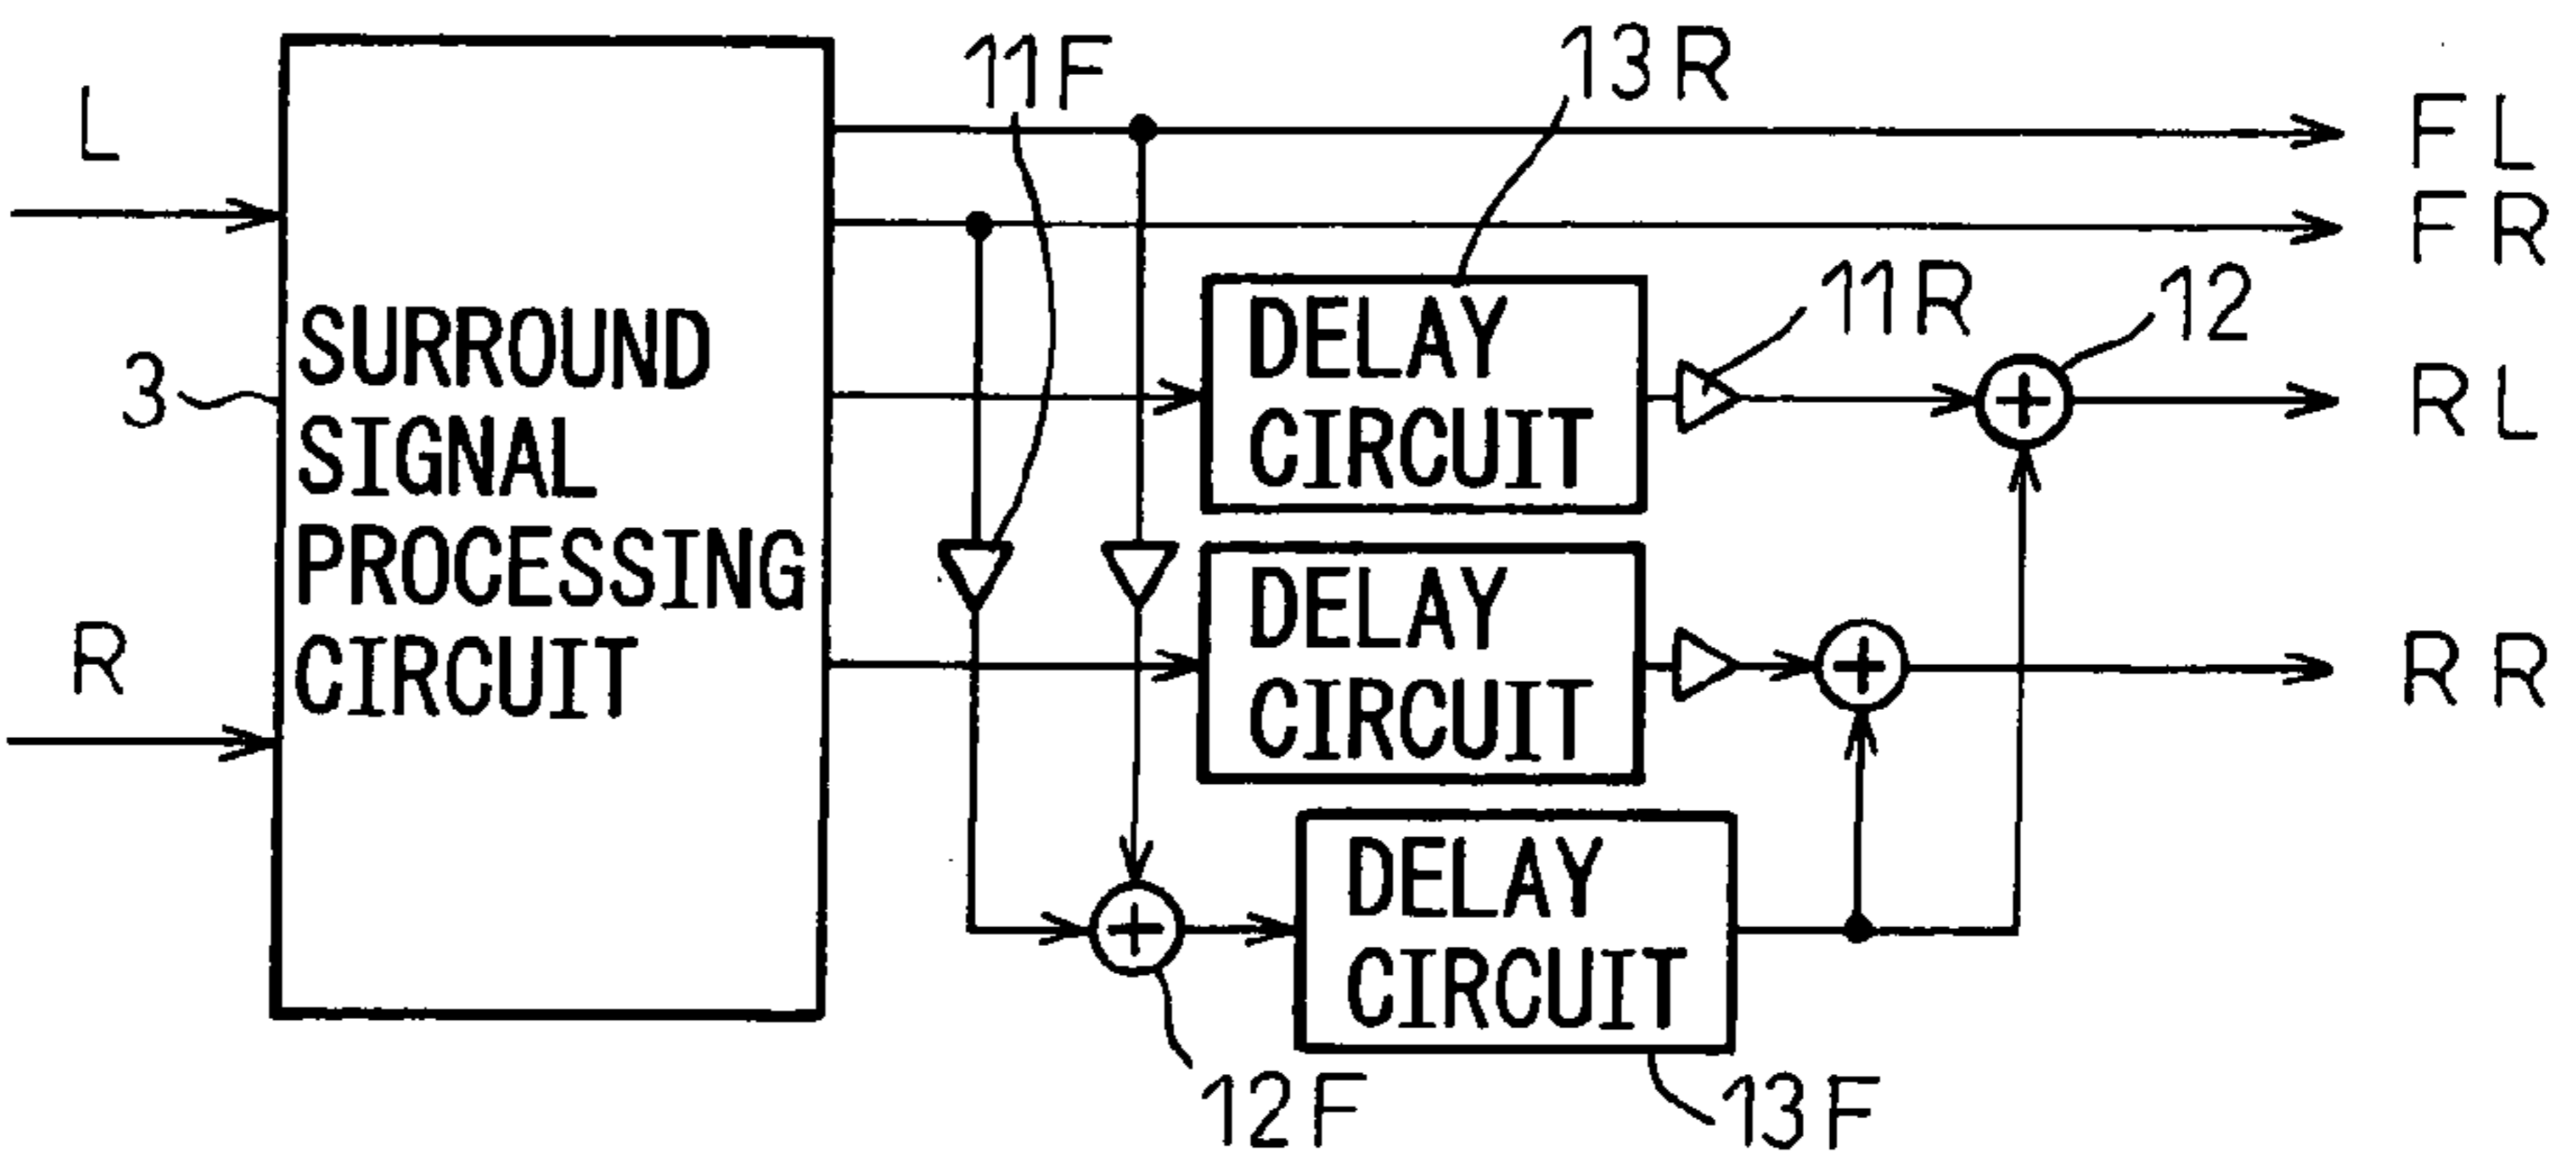 L
R
3
SURROUND
SIGNAL
PROCESSING
CIRCUIT
11F
13R
FL
FR
DELAY
CIRCUIT
11R
12
RL
DELAY
CIRCUIT
RR
DELAY
CIRCUIT
12F
13F